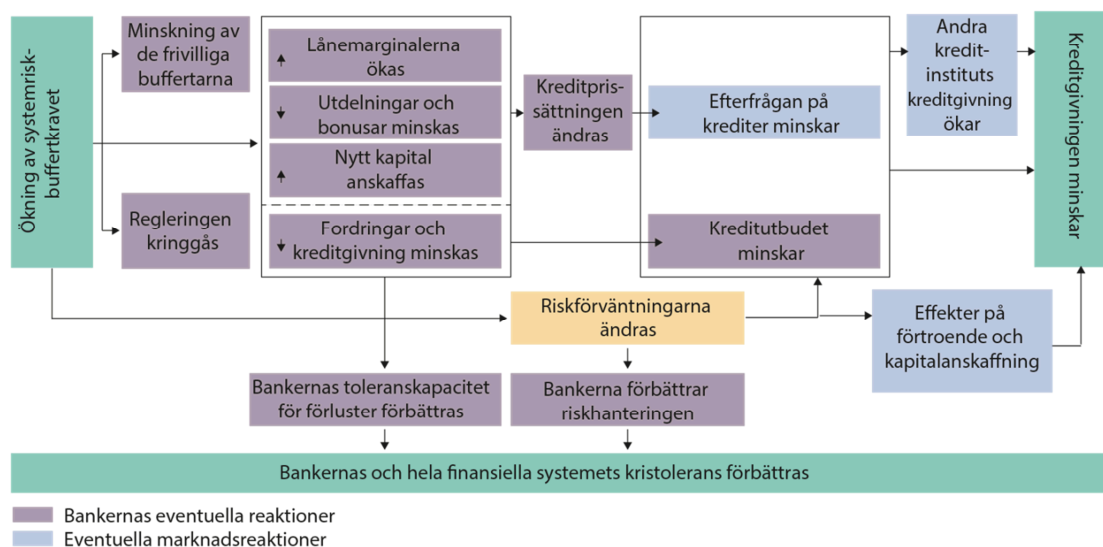 Ökning av systemrisk-
buffertkravet
Minskning av
de frivilliga
buffertarna
Regleringen
kringgås
Lånemarginalerna
ökas
Utdelningar och
bonusar minskas
Nytt kapital
anskaffas
Fordringar och
kreditgivning minskas
Kreditpris-
sättningen
ändras
Efterfrågan på
krediter minskar
Kreditutbudet
minskar
Andra
kredit-
instituts
kreditgivning
ökar
Kreditgivningen
minskar
Riskförväntningarna
ändras
Effekter på
förtroende och
kapitalanskaffning
Bankernas toleranskapacitet
för förluster förbättras
Bankerna förbättrar
riskhanteringen
Bankernas och hela finansiella systemets kristolerans förbättras
Bankernas eventuella reaktioner
Eventuella marknadsreaktioner